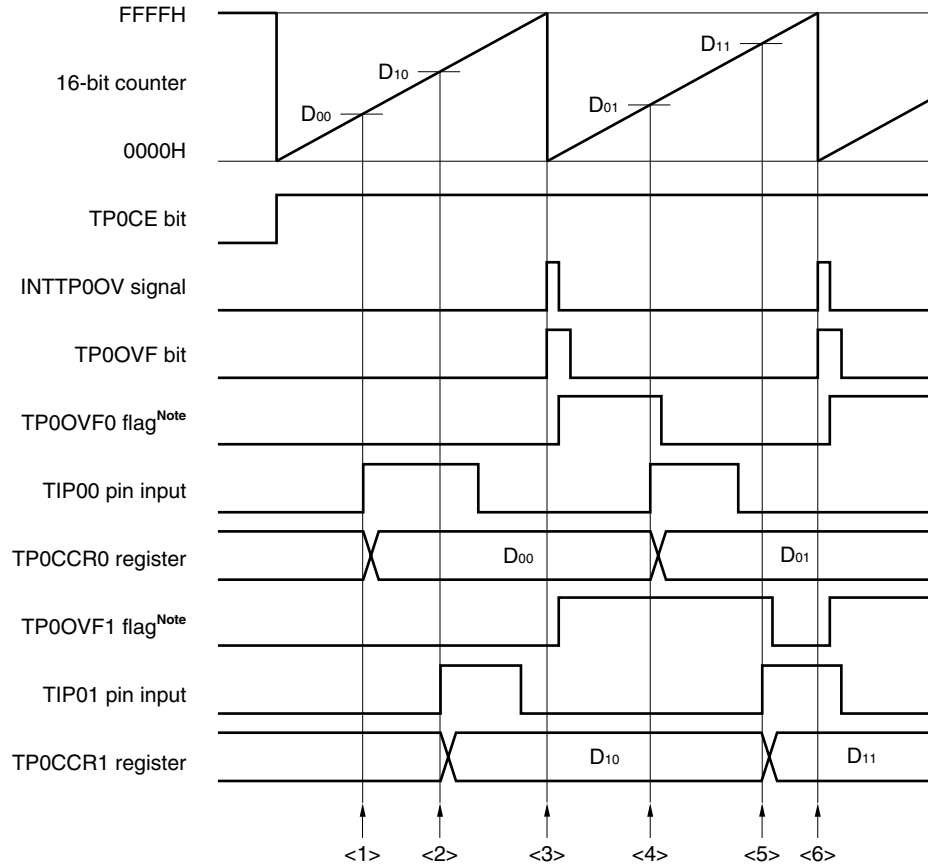 FFFFH
D11
D10
16-bit counter
D01
D00
0000H
TP0CE bit
INTTP0OV signal
TP0OVF bit
TP0OVF0 flagNote
TIP00 pin input
TP0CCR0 register D00 D01
TP0OVF1 flagNote
TIP01 pin input
TP0CCR1 register D10 D11
<1> <2> <3> <4> <5> <6>